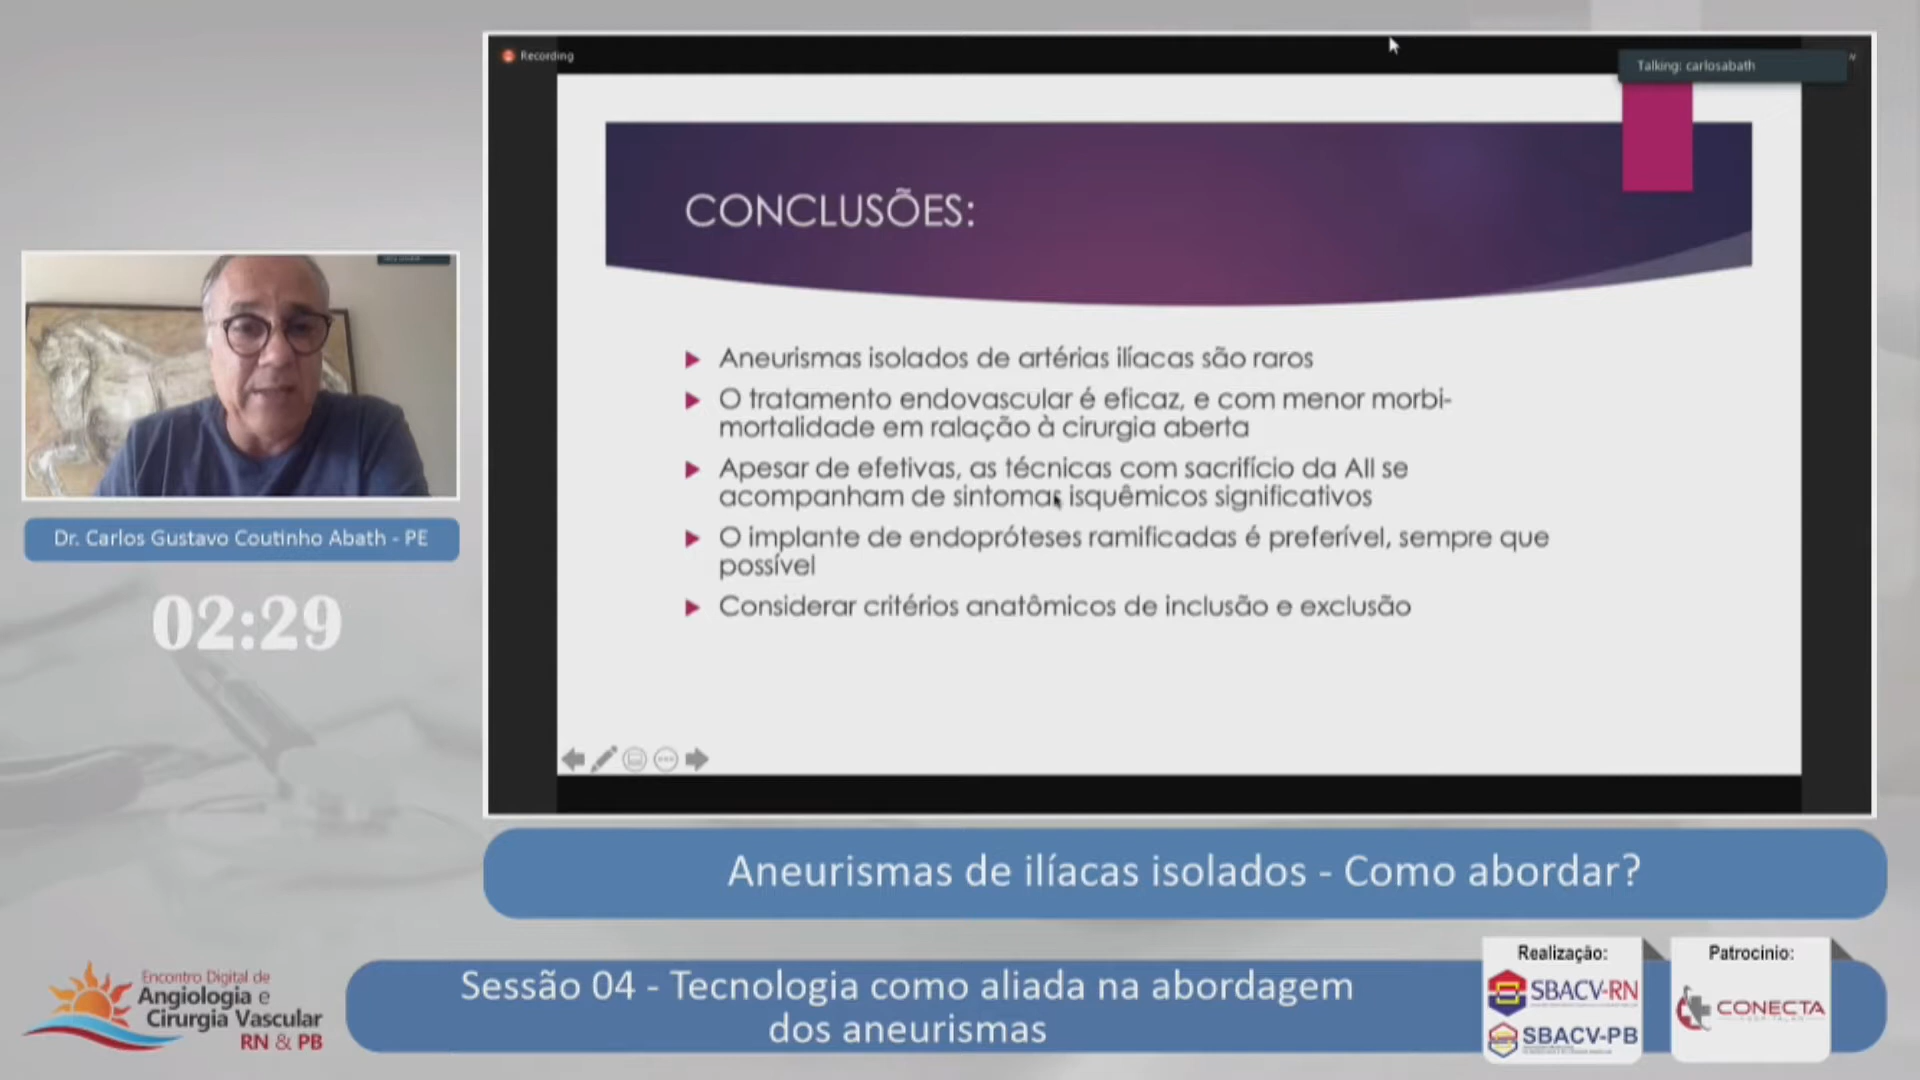 Recording
Talking: carlosabath
CONCLUSÕES:
Aneurismas isolados de artérias ilíacas são raros
O tratamento endovascular é eficaz, e com menor morbi-
mortalidade em ralação à cirurgia aberta
Apesar de efetivas, as técnicas com sacrifício da AII se
acompanham de sintomas isquêmicos significativos
O implante de endopróteses ramificadas é preferível, sempre que
possível
Considerar critérios anatômicos de inclusão e exclusão
Dr. Carlos Gustavo Coutinho Abath - PE
02:29
Aneurismas de ilíacas isolados - Como abordar?
Sessão 04 - Tecnologia como aliada na abordagem
dos aneurismas
Encontro Digital de
Angiologia e
Cirurgia Vascular
RN & PB
Realização:
SBACV-RN
SBACV-PB
Patrocinio:
CONECTA